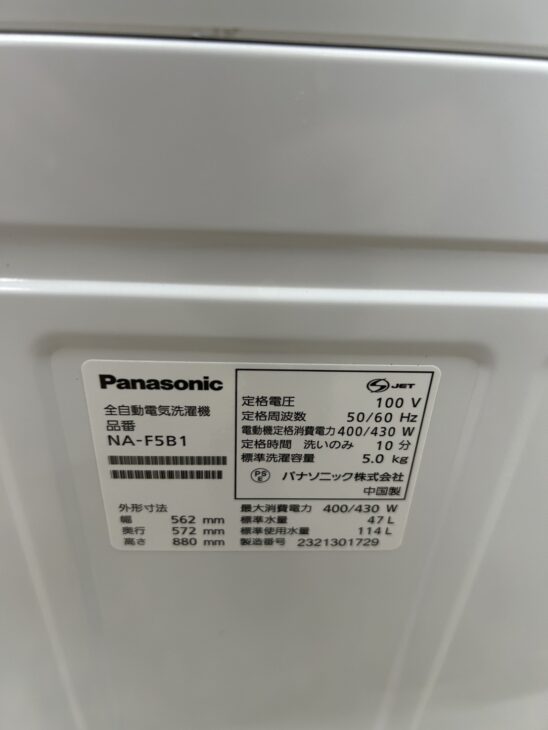 Panasonic
全自動電気洗濯機
品番
NA-F5B1
JET
定格電圧 100 V
定格周波数 50/60 Hz
電動機定格消費電力 400/430 W
定格時間 洗いのみ 10 分
標準洗濯容量 5.0 kg
PSE パナソニック株式会社
中国製
外形寸法
幅 562 mm
奥行 572 mm
高さ 880 mm
最大消費電力 400/430 W
標準水量 47 L
標準使用水量 114 L
製造番号 2321301729